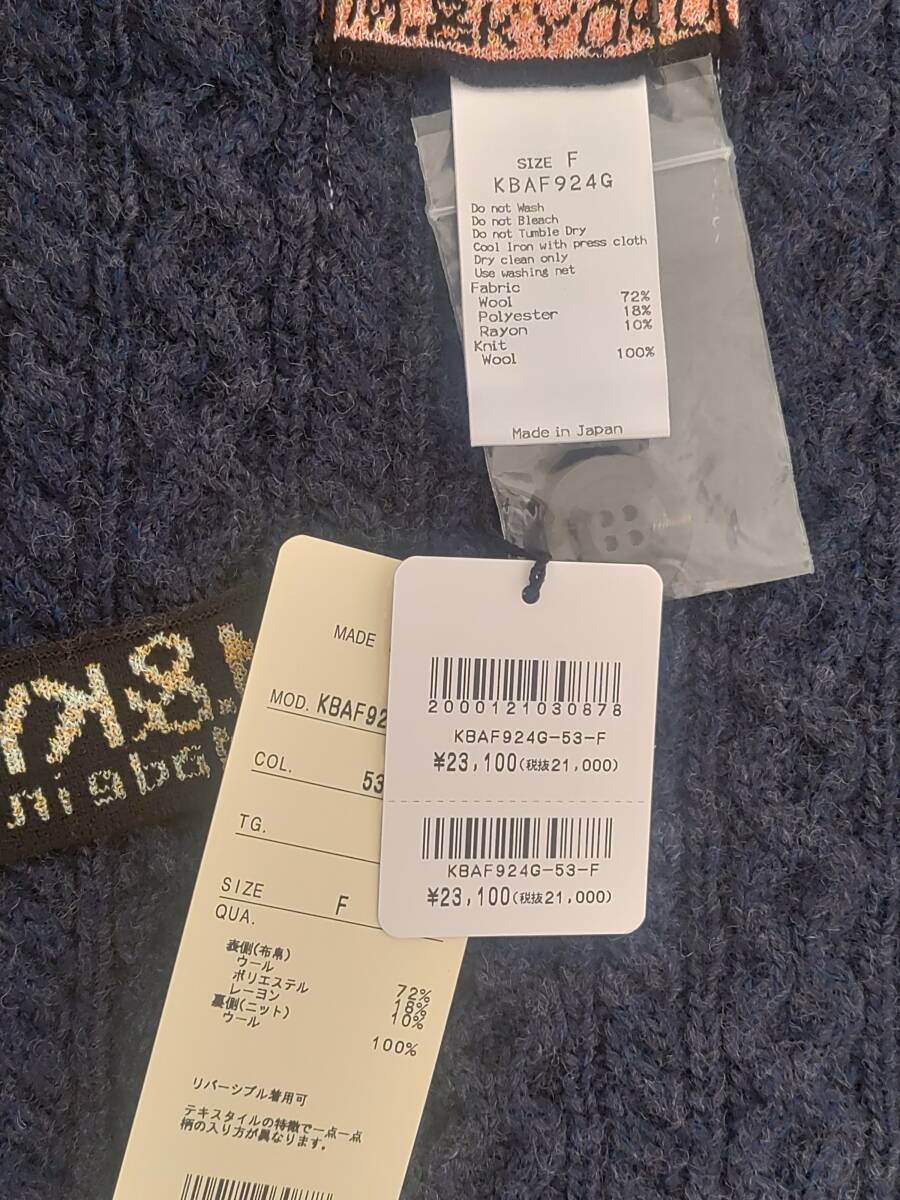 SIZE F
KBAF924G
Do not Wash
Do not Bleach
Do not Tumble Dry
Cool Iron with press cloth
Dry clean only
Use washing net
Fabric
Wool 72%
Polyester 18%
Rayon 10%
Knit
Wool 100%
Made in Japan
2000121030878
KBAF924G-53-F
¥23,100(税抜21,000)
KBAF924G-53-F
¥23,100(税抜21,000)
MADE
MOD. KBAF92
COL. 53
TG.
SIZE F
QUA.
表側(布帛)
ウール 72%
ポリエステル 18%
レーヨン 10%
裏側(ニット)
ウール 100%
リバーシブル着用可
テキスタイルの特徴で一点一点
柄の入り方が異なります。